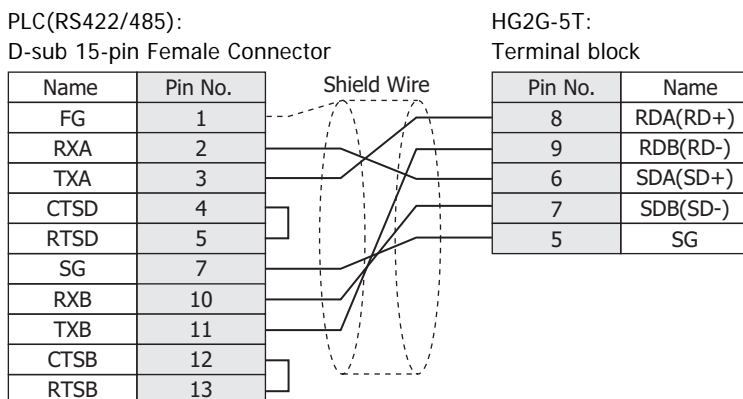 PLC(RS422/485):
D-sub 15-pin Female Connector
HG2G-5T:
Terminal block
Name Pin No. Shield Wire Pin No. Name
FG 1 8 RDA(RD+)
RXA 2 9 RDB(RD-)
TXA 3 6 SDA(SD+)
CTSD 4 7 SDB(SD-)
RTSD 5 5 SG
SG 7
RXB 10
TXB 11
CTSB 12
RTSB 13